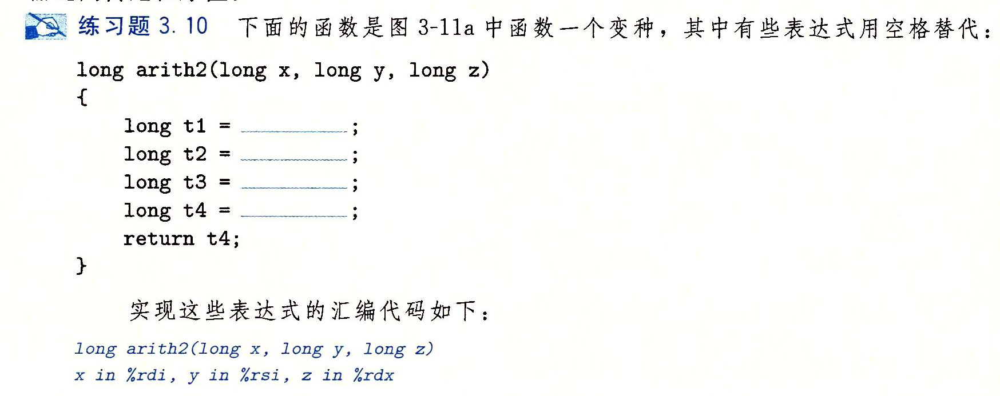 练习题 3.10 下面的函数是图 3-11a 中函数一个变种，其中有些表达式用空格替代：
long arith2(long x, long y, long z)
{
long t1 = ________ ;
long t2 = ________ ;
long t3 = ________ ;
long t4 = ________ ;
return t4;
}
实现这些表达式的汇编代码如下：
long arith2(long x, long y, long z)
x in %rdi, y in %rsi, z in %rdx